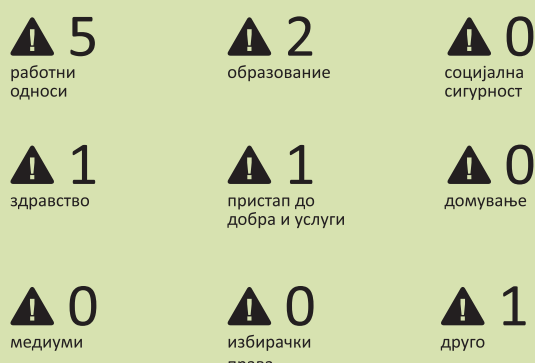 5
работни
односи
2
образование
0
социјална
сигурност
1
здравство
1
пристап до
добра и услуги
0
домување
0
медиуми
0
избирачки
права
1
друго